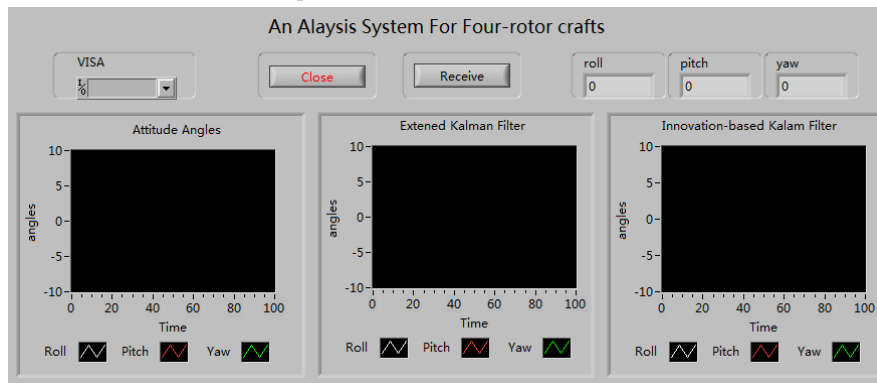 An Alaysis System For Four-rotor crafts
VISA
I/O
Close
Receive
roll
0
pitch
0
yaw
0
Attitude Angles
angles
10
5
0
-5
-10
0 20 40 60 80 100
Time
Roll Pitch Yaw
Extened Kalman Filter
angles
10
5
0
-5
-10
0 20 40 60 80 100
Time
Roll Pitch Yaw
Innovation-based Kalam Filter
angles
10
5
0
-5
-10
0 20 40 60 80 100
Time
Roll Pitch Yaw